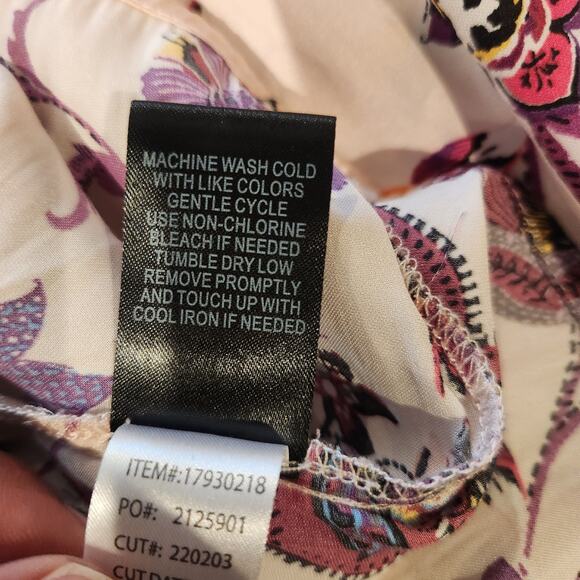 MACHINE WASH COLD
WITH LIKE COLORS
GENTLE CYCLE
USE NON-CHLORINE
BLEACH IF NEEDED
TUMBLE DRY LOW
REMOVE PROMPTLY
AND TOUCH UP WITH
COOL IRON IF NEEDED
ITEM#:17930218
PO#: 2125901
CUT#: 220203
CUT